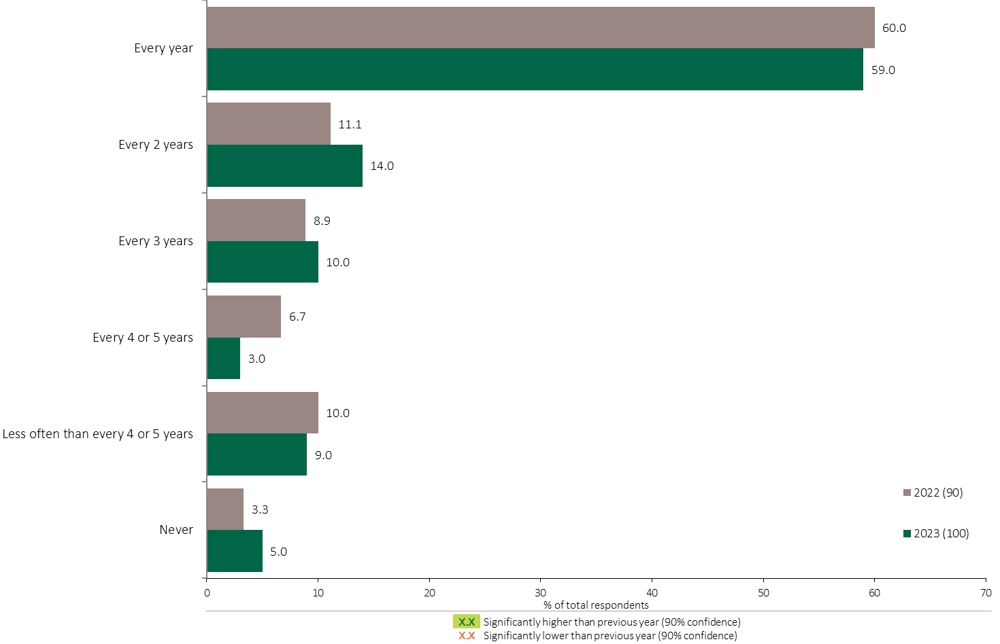 Every year
60.0
59.0
Every 2 years
11.1
14.0
Every 3 years
8.9
10.0
Every 4 or 5 years
6.7
3.0
Less often than every 4 or 5 years
10.0
9.0
Never
3.3
5.0
2022 (90)
2023 (100)
0 10 20 30 40 50 60 70
% of total respondents
X.X Significantly higher than previous year (90% confidence)
X.X Significantly lower than previous year (90% confidence)